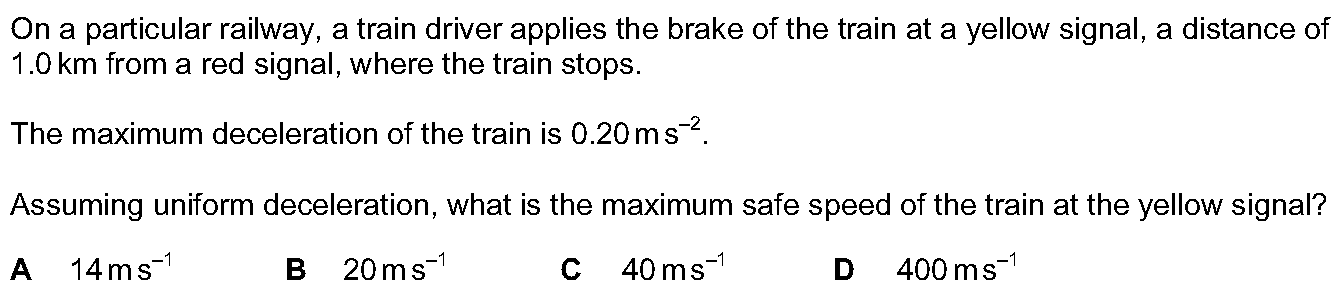 On a particular railway, a train driver applies the brake of the train at a yellow signal, a distance of
1.0 km from a red signal, where the train stops.
The maximum deceleration of the train is 0.20 m s⁻².
Assuming uniform deceleration, what is the maximum safe speed of the train at the yellow signal?
A 14 m s⁻¹ B 20 m s⁻¹ C 40 m s⁻¹ D 400 m s⁻¹